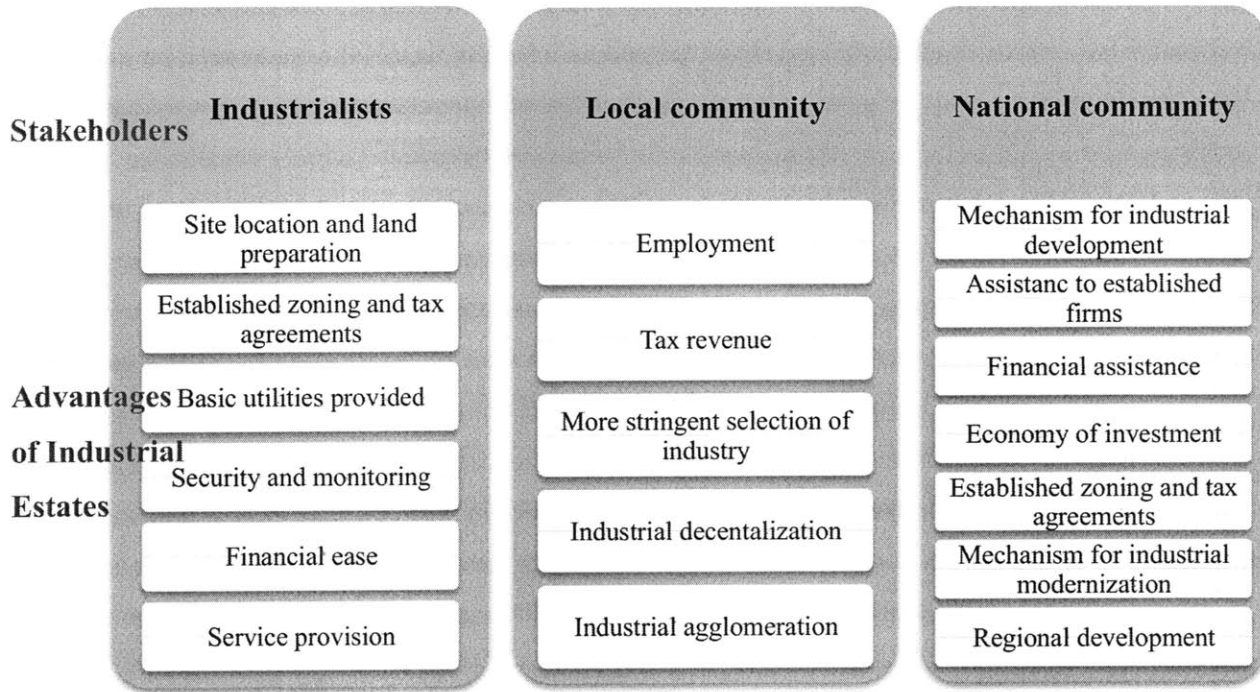 Stakeholders
Industrialists
Site location and land
preparation
Established zoning and tax
agreements
Basic utilities provided
Security and monitoring
Financial ease
Service provision
Local community
Employment
Tax revenue
More stringent selection of
industry
Industrial decentalization
Industrial agglomeration
National community
Mechanism for industrial
development
Assistanc to established
firms
Financial assistance
Economy of investment
Established zoning and tax
agreements
Mechanism for industrial
modernization
Regional development
Advantages
of Industrial
Estates